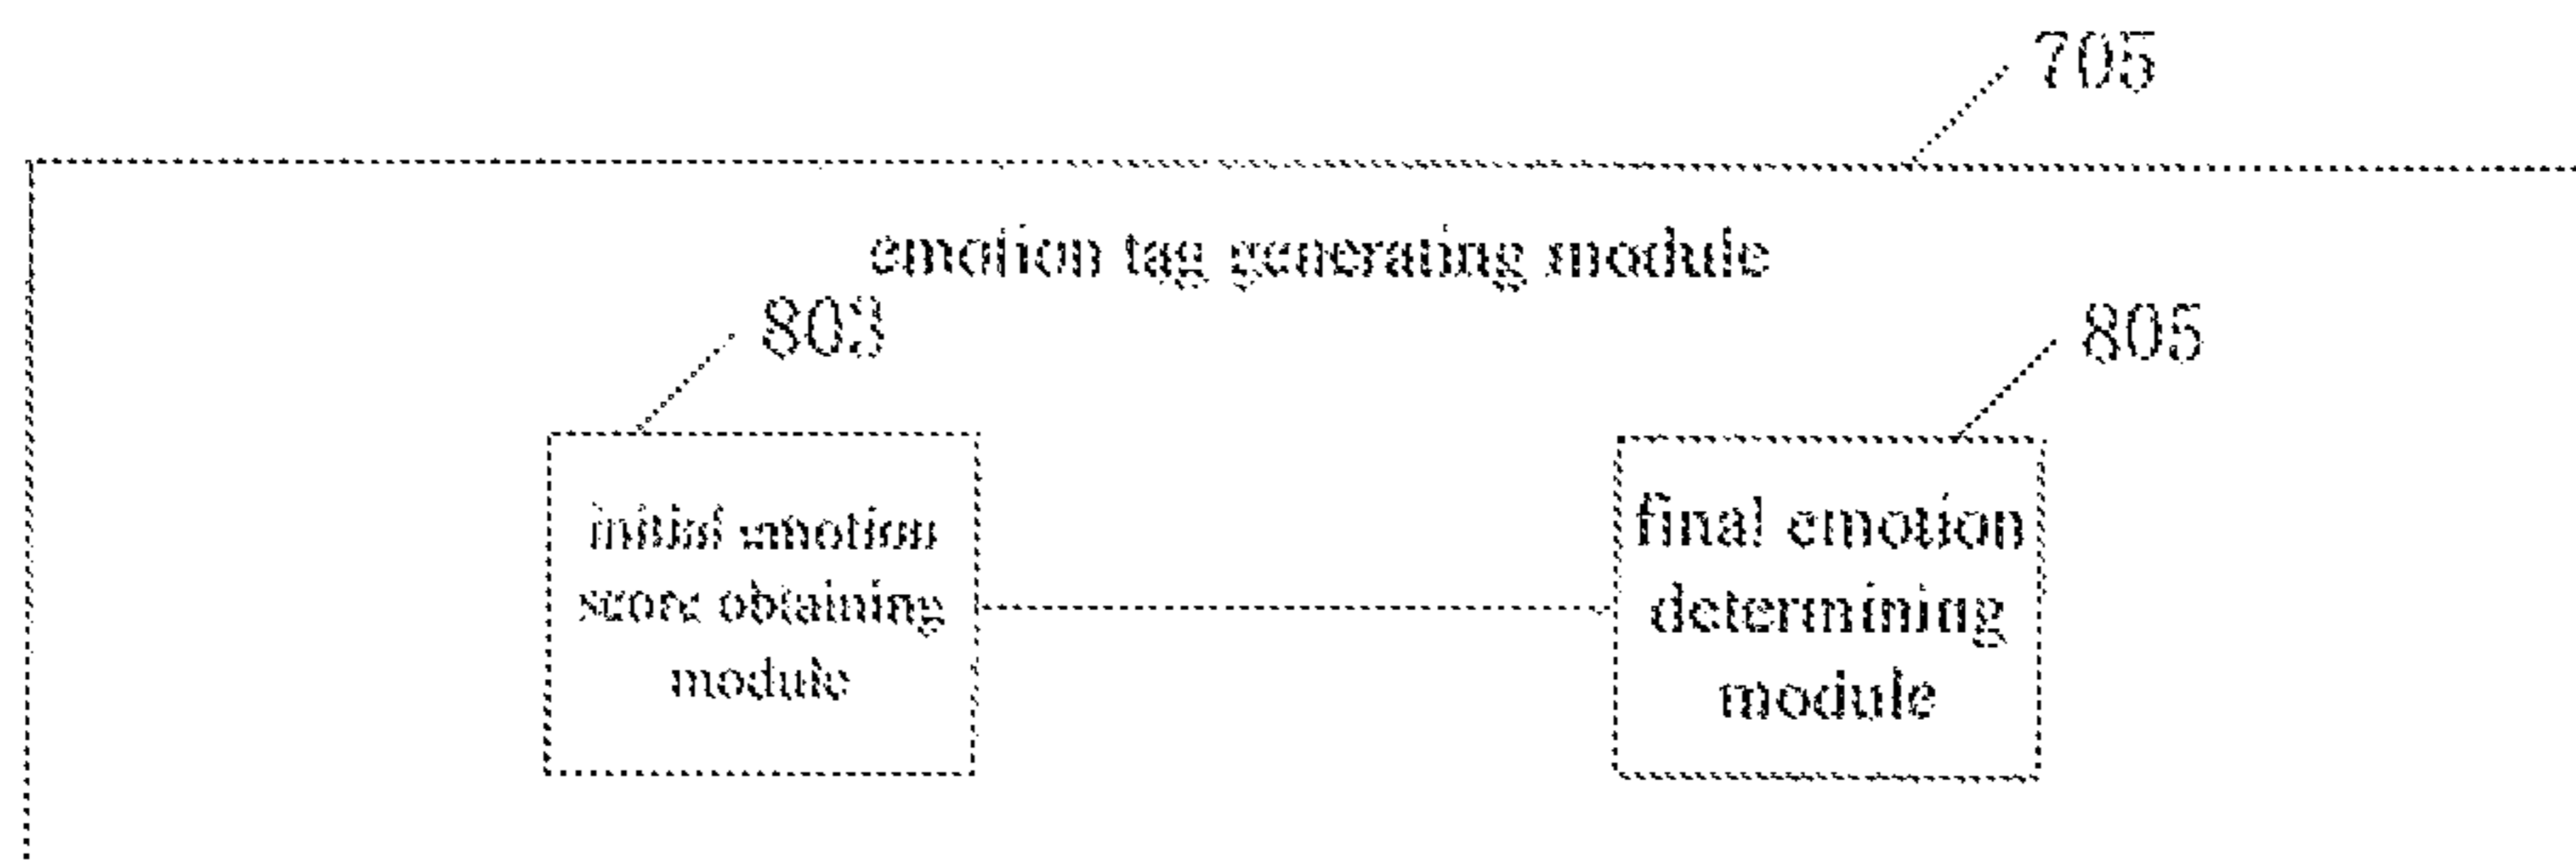 705
emotion tag generating module
803
805
initial emotion
score obtaining
module
final emotion
determining
module